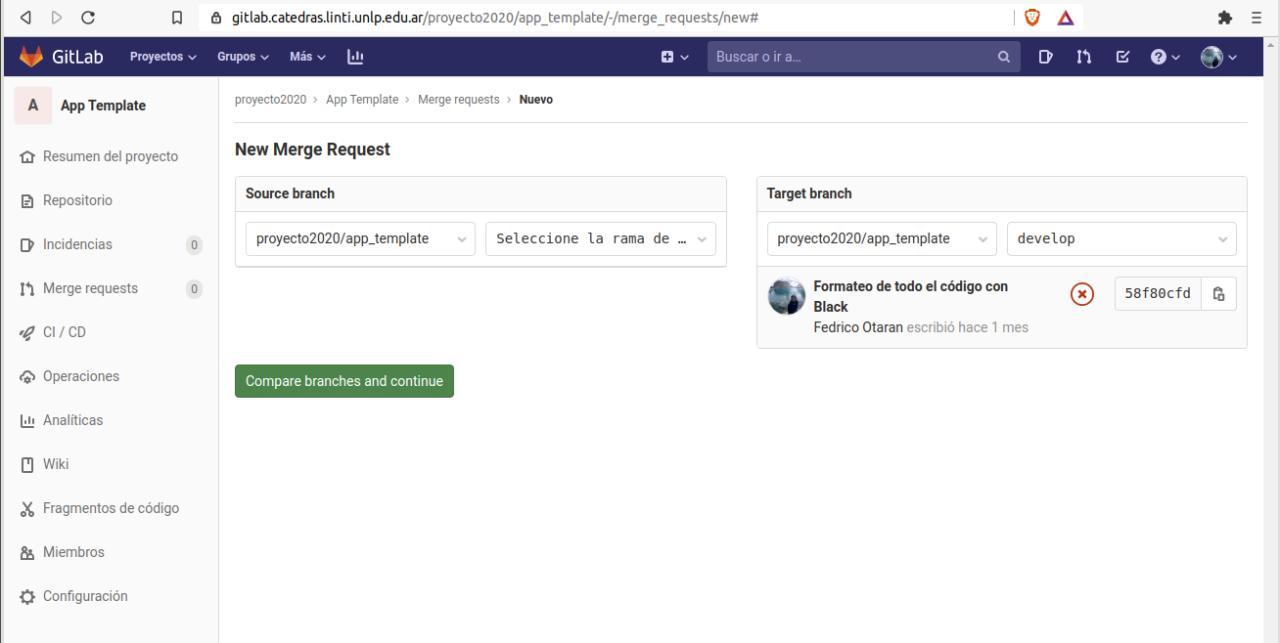 gitlab.catedras.linti.unlp.edu.ar/proyecto2020/app_template/-/merge_requests/new#
GitLab Proyectos Grupos Más Buscar o ir a...
A App Template
Resumen del proyecto
Repositorio
Incidencias 0
Merge requests 0
CI / CD
Operaciones
Analíticas
Wiki
Fragmentos de código
Miembros
Configuración
proyecto2020 > App Template > Merge requests > Nuevo
New Merge Request
Source branch
proyecto2020/app_template Seleccione la rama de …
Target branch
proyecto2020/app_template develop
Formateo de todo el código con
Black
Fedrico Otaran escribió hace 1 mes
58f80cfd
Compare branches and continue